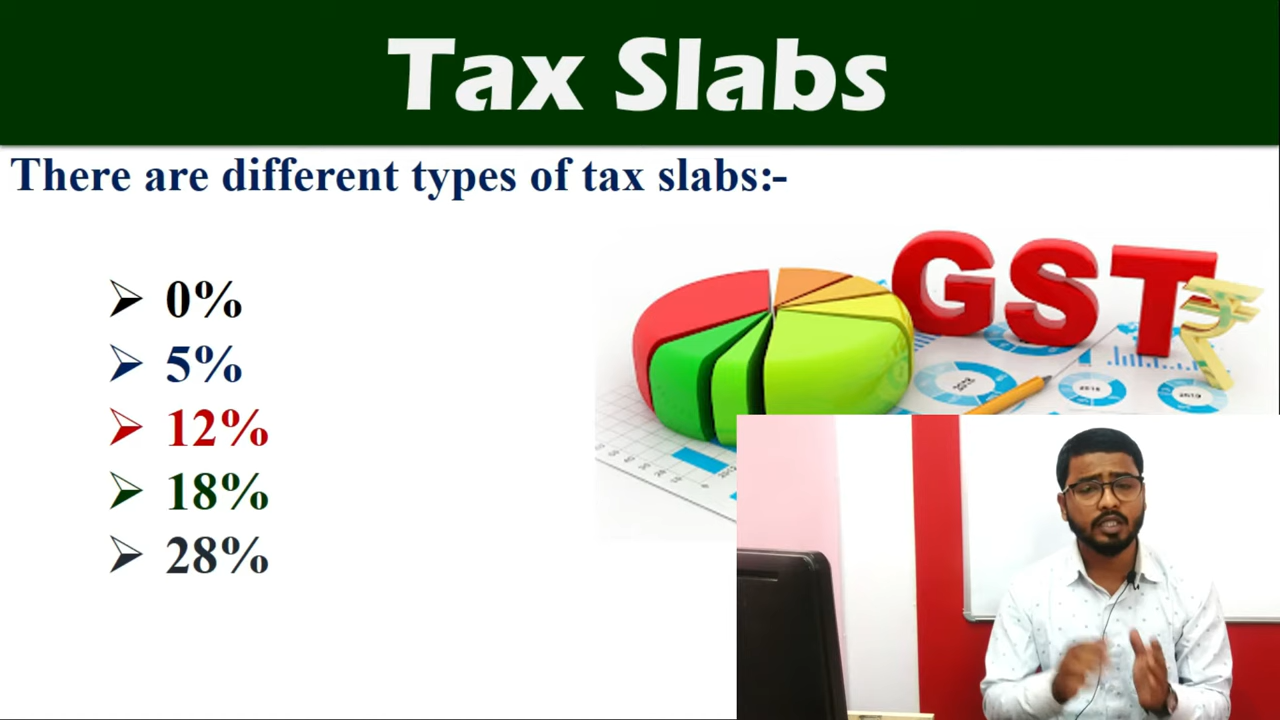 Tax Slabs
There are different types of tax slabs:-
➢ 0%
➢ 5%
➢ 12%
➢ 18%
➢ 28%
GST₹